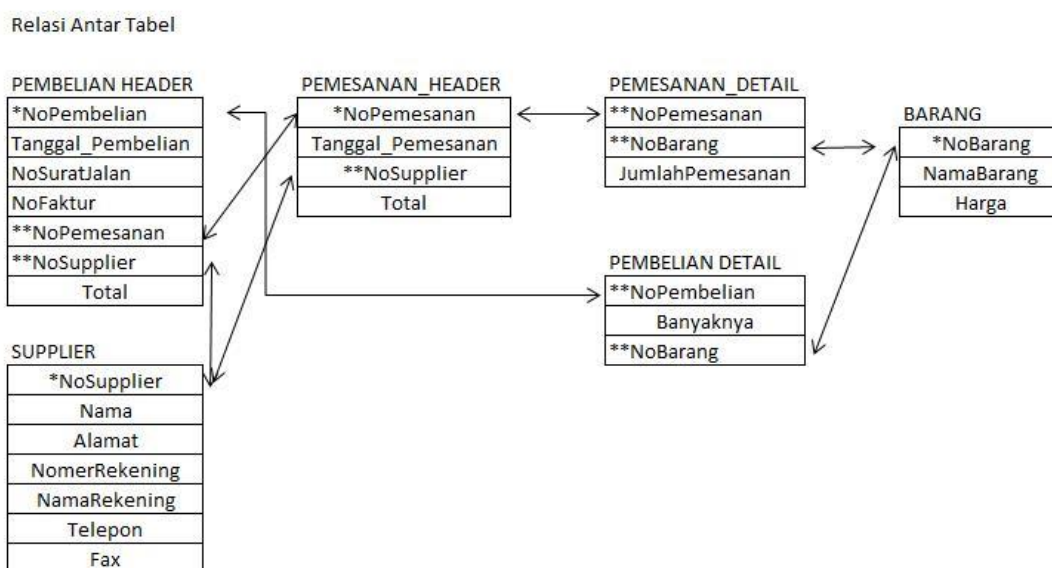 Relasi Antar Tabel
PEMBELIAN HEADER
*NoPembelian
Tanggal_Pembelian
NoSuratJalan
NoFaktur
**NoPemesanan
**NoSupplier
Total
PEMESANAN_HEADER
*NoPemesanan
Tanggal_Pemesanan
**NoSupplier
Total
PEMESANAN_DETAIL
**NoPemesanan
**NoBarang
JumlahPemesanan
BARANG
*NoBarang
NamaBarang
Harga
PEMBELIAN DETAIL
**NoPembelian
Banyaknya
**NoBarang
SUPPLIER
*NoSupplier
Nama
Alamat
NomerRekening
NamaRekening
Telepon
Fax